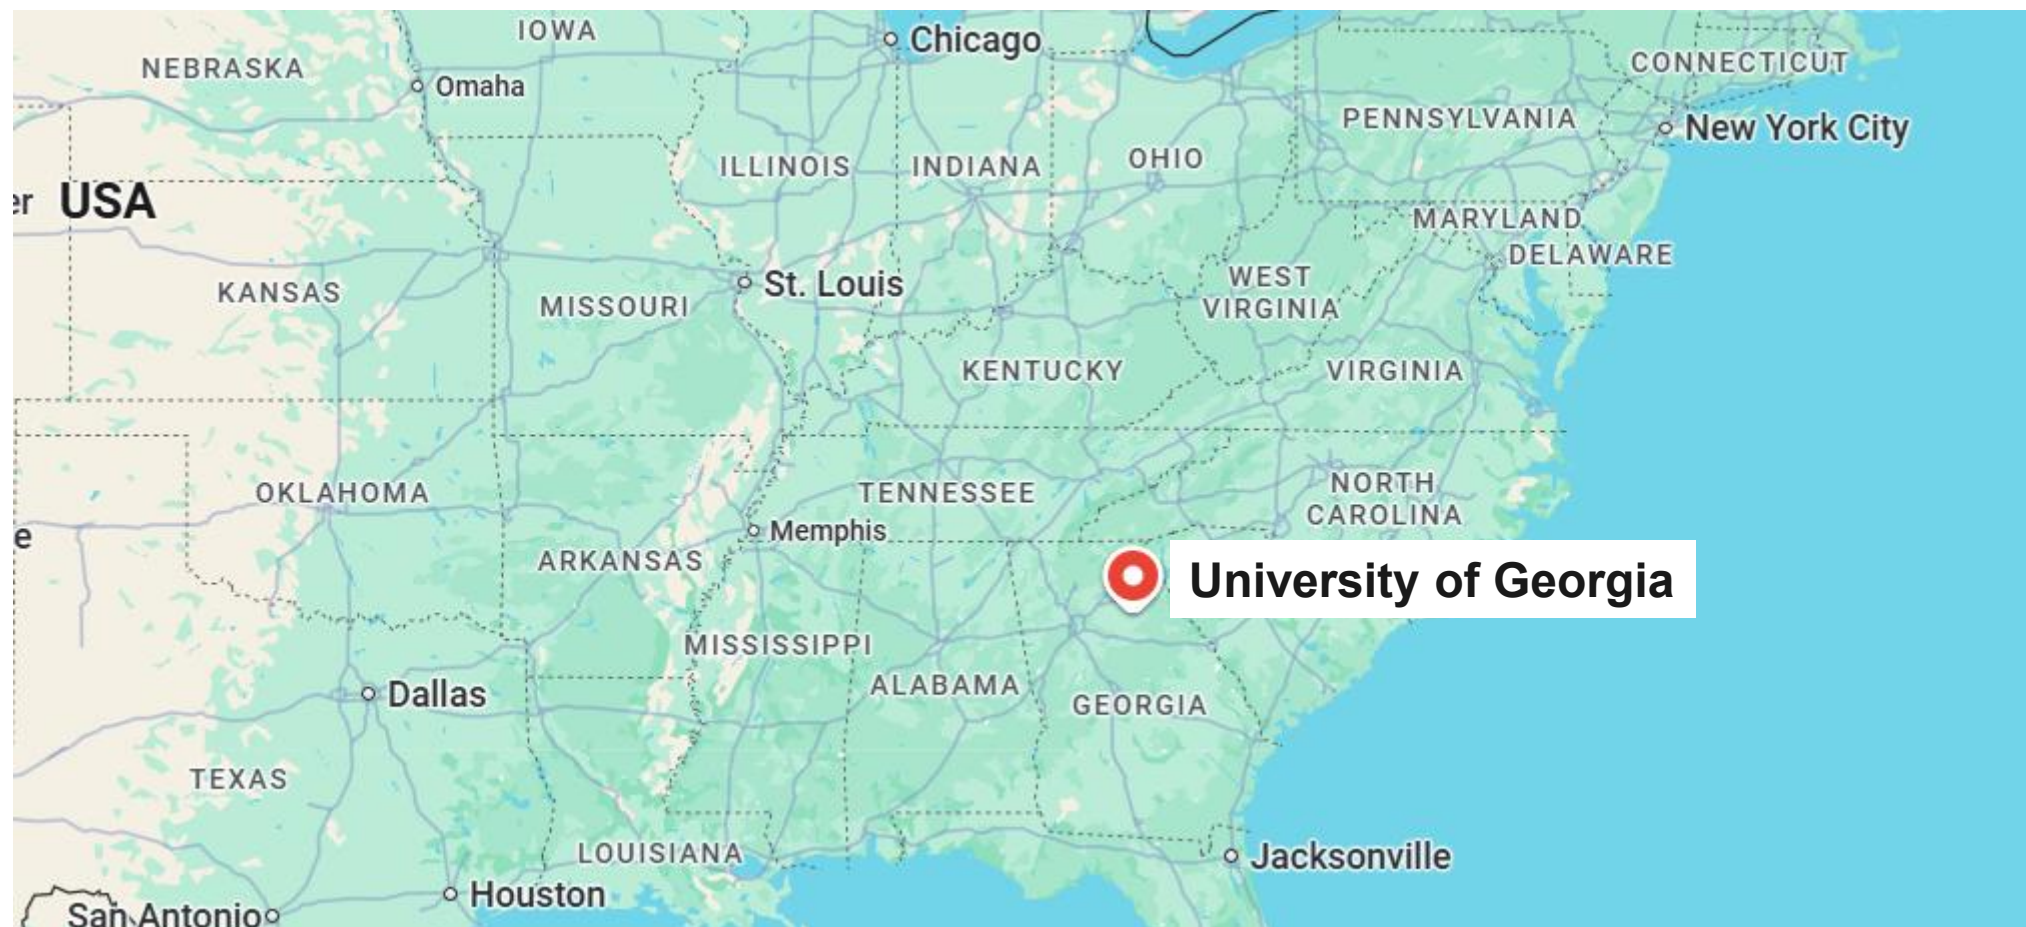 IOWA
Chicago
NEBRASKA
Omaha
CONNECTICUT
PENNSYLVANIA
New York City
ILLINOIS
INDIANA
OHIO
er
USA
MARYLAND
DELAWARE
KANSAS
MISSOURI
St. Louis
WEST
VIRGINIA
KENTUCKY
VIRGINIA
OKLAHOMA
TENNESSEE
NORTH
CAROLINA
e
Memphis
ARKANSAS
University of Georgia
MISSISSIPPI
ALABAMA
GEORGIA
Dallas
TEXAS
LOUISIANA
Jacksonville
Houston
San Antonio